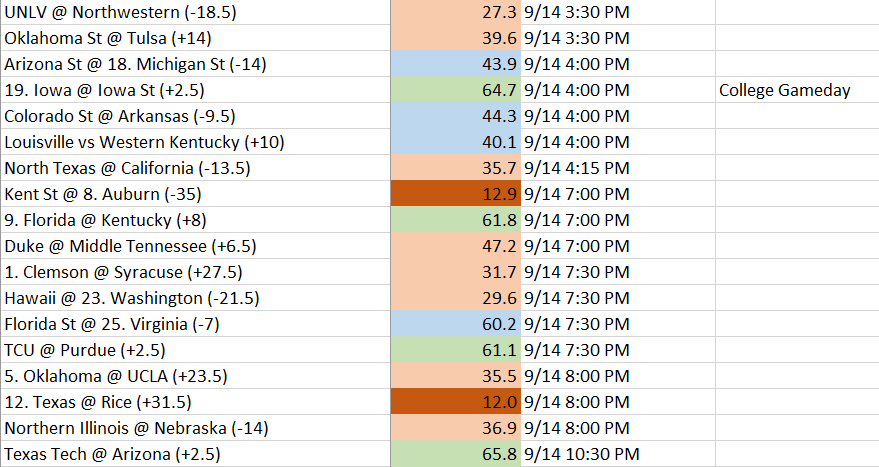 UNLV @ Northwestern (-18.5) 27.3 9/14 3:30 PM
Oklahoma St @ Tulsa (+14) 39.6 9/14 3:30 PM
Arizona St @ 18. Michigan St (-14) 43.9 9/14 4:00 PM
19. Iowa @ Iowa St (+2.5) 64.7 9/14 4:00 PM College Gameday
Colorado St @ Arkansas (-9.5) 44.3 9/14 4:00 PM
Louisville vs Western Kentucky (+10) 40.1 9/14 4:00 PM
North Texas @ California (-13.5) 35.7 9/14 4:15 PM
Kent St @ 8. Auburn (-35) 12.9 9/14 7:00 PM
9. Florida @ Kentucky (+8) 61.8 9/14 7:00 PM
Duke @ Middle Tennessee (+6.5) 47.2 9/14 7:00 PM
1. Clemson @ Syracuse (+27.5) 31.7 9/14 7:30 PM
Hawaii @ 23. Washington (-21.5) 29.6 9/14 7:30 PM
Florida St @ 25. Virginia (-7) 60.2 9/14 7:30 PM
TCU @ Purdue (+2.5) 61.1 9/14 7:30 PM
5. Oklahoma @ UCLA (+23.5) 35.5 9/14 8:00 PM
12. Texas @ Rice (+31.5) 12.0 9/14 8:00 PM
Northern Illinois @ Nebraska (-14) 36.9 9/14 8:00 PM
Texas Tech @ Arizona (+2.5) 65.8 9/14 10:30 PM